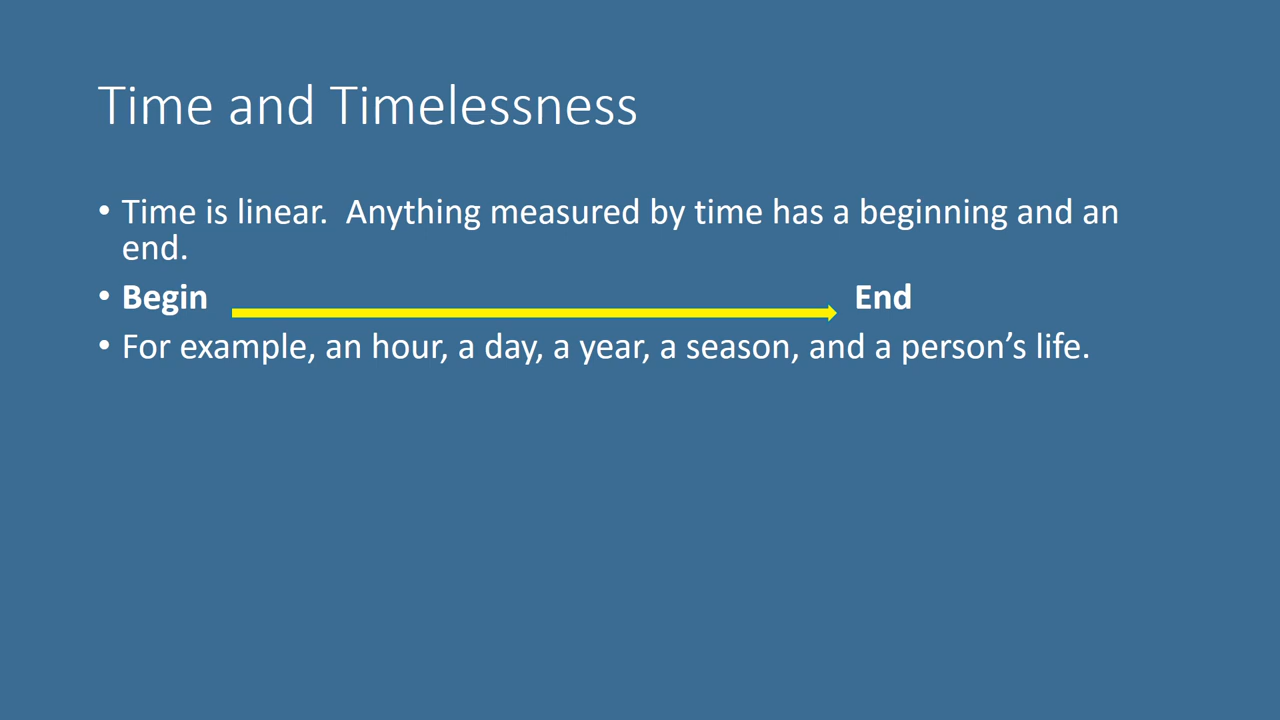 Time and Timelessness
• Time is linear.  Anything measured by time has a beginning and an
end.
• Begin End
• For example, an hour, a day, a year, a season, and a person’s life.